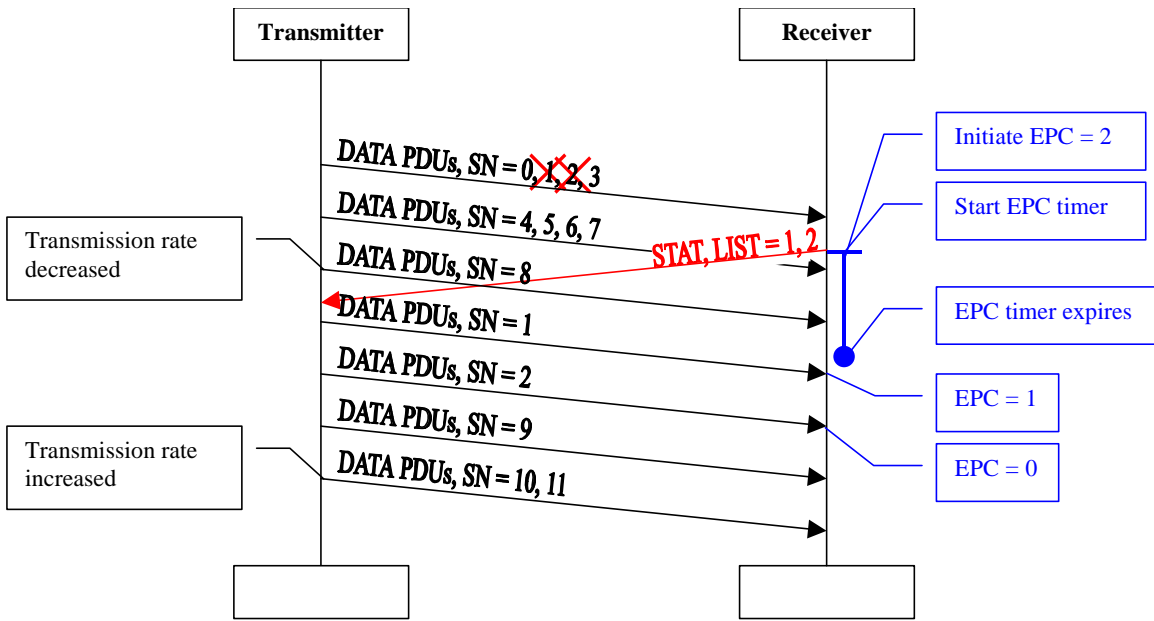 Transmitter
Receiver
Initiate EPC = 2
DATA PDUs, SN = 0, 1, 2, 3
Start EPC timer
DATA PDUs, SN = 4, 5, 6, 7
Transmission rate
decreased
STAT, LIST = 1, 2
DATA PDUs, SN = 8
EPC timer expires
DATA PDUs, SN = 1
DATA PDUs, SN = 2
EPC = 1
DATA PDUs, SN = 9
Transmission rate
increased
EPC = 0
DATA PDUs, SN = 10, 11